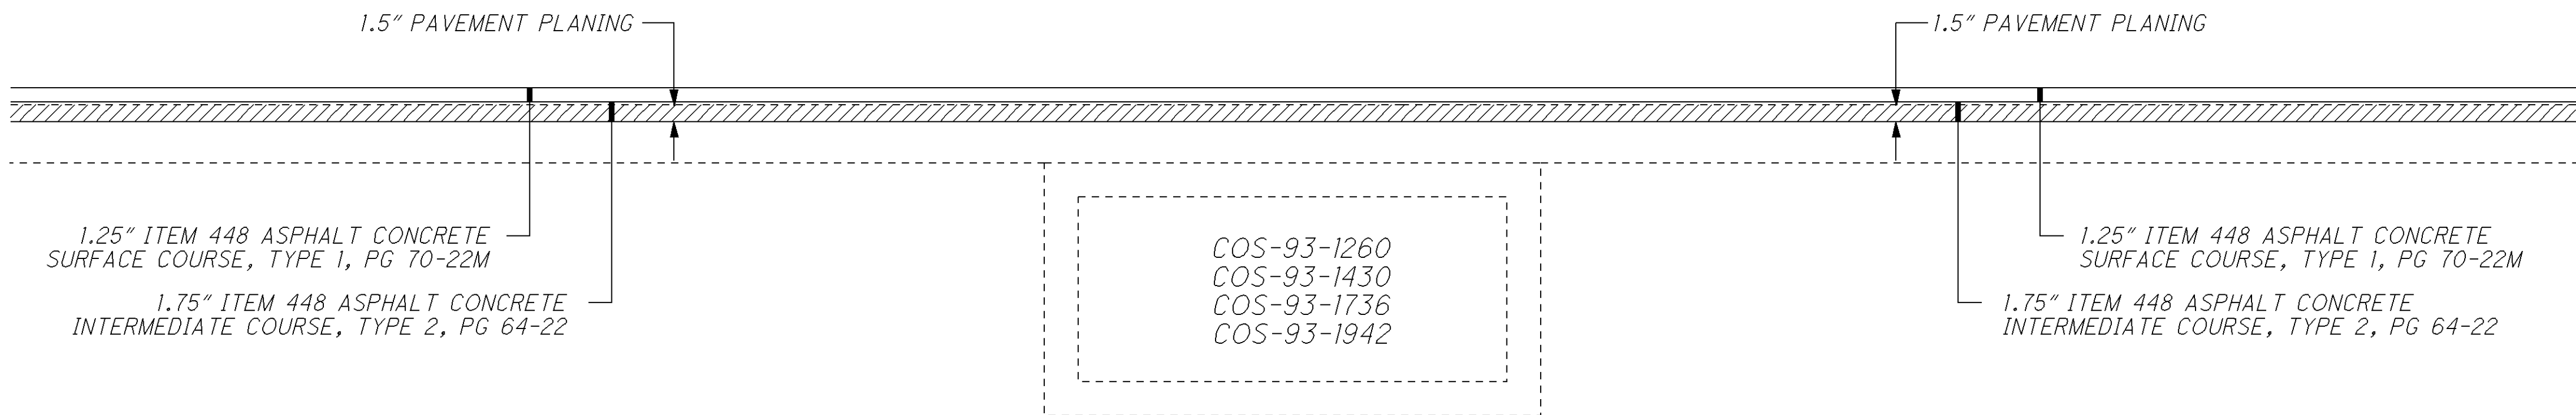 1.5" PAVEMENT PLANING
1.5" PAVEMENT PLANING
1.25" ITEM 448 ASPHALT CONCRETE
SURFACE COURSE, TYPE 1, PG 70-22M
1.75" ITEM 448 ASPHALT CONCRETE
INTERMEDIATE COURSE, TYPE 2, PG 64-22
COS-93-1260
COS-93-1430
COS-93-1736
COS-93-1942
1.25" ITEM 448 ASPHALT CONCRETE
SURFACE COURSE, TYPE 1, PG 70-22M
1.75" ITEM 448 ASPHALT CONCRETE
INTERMEDIATE COURSE, TYPE 2, PG 64-22